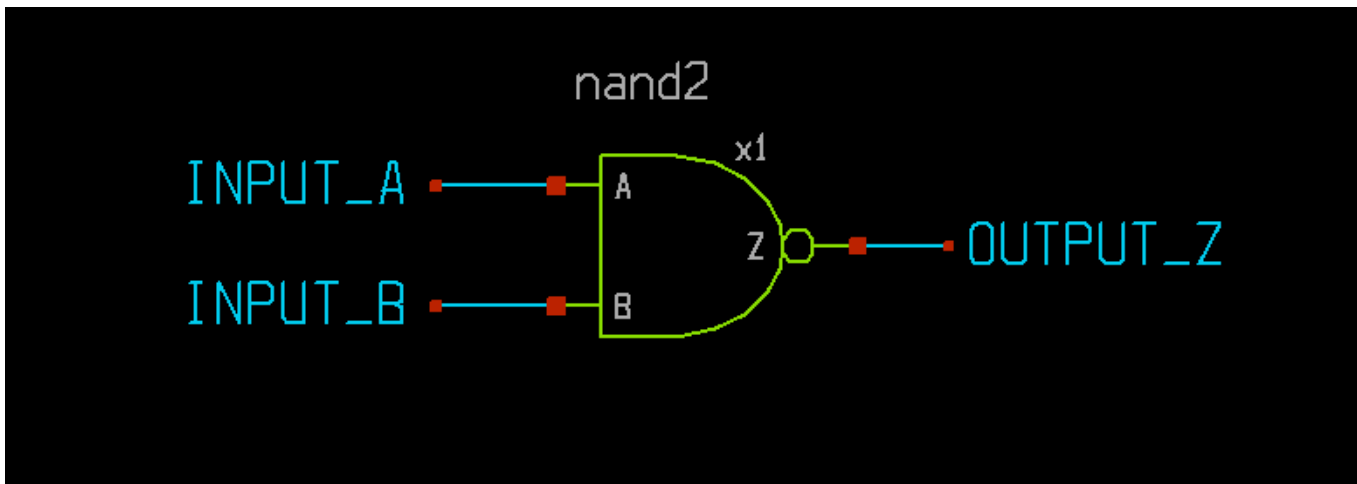 nand2
x1
INPUT_A
A
Z
OUTPUT_Z
INPUT_B
B